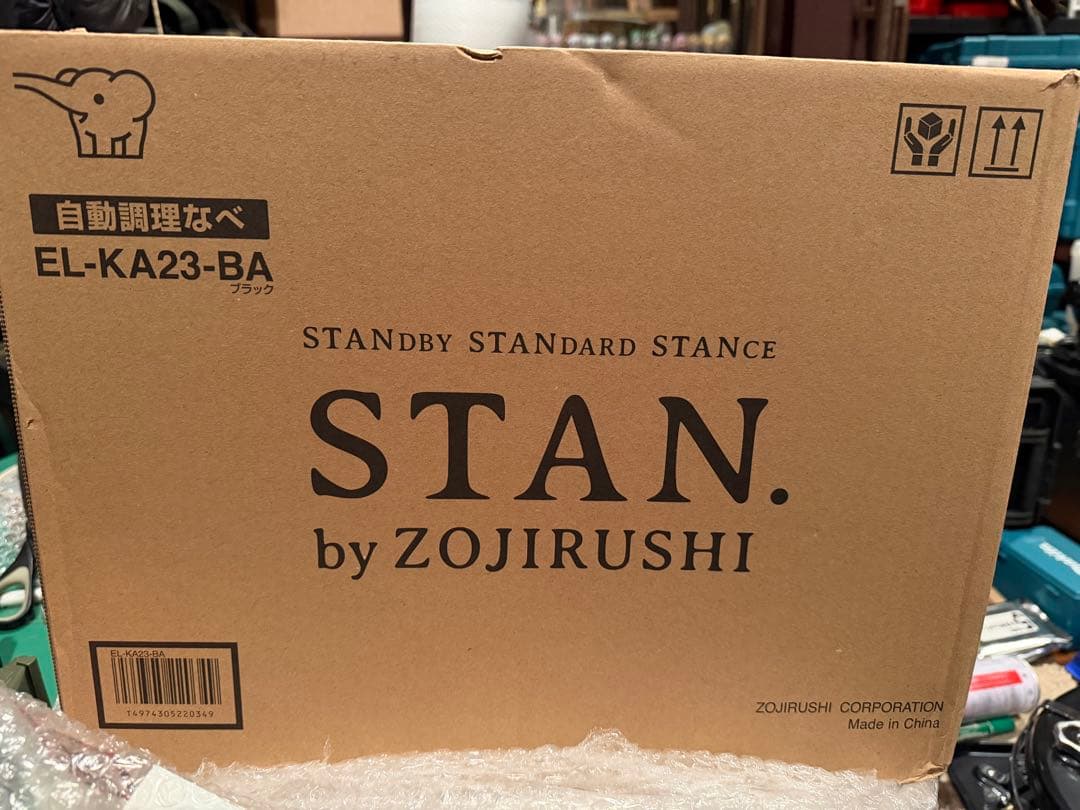 自動調理なべ
EL-KA23-BA
ブラック
STANDBY STANDARD STANCE
STAN.
by ZOJIRUSHI
EL-KA23-BA
T4974305220349
ZOJIRUSHI CORPORATION
Made in China